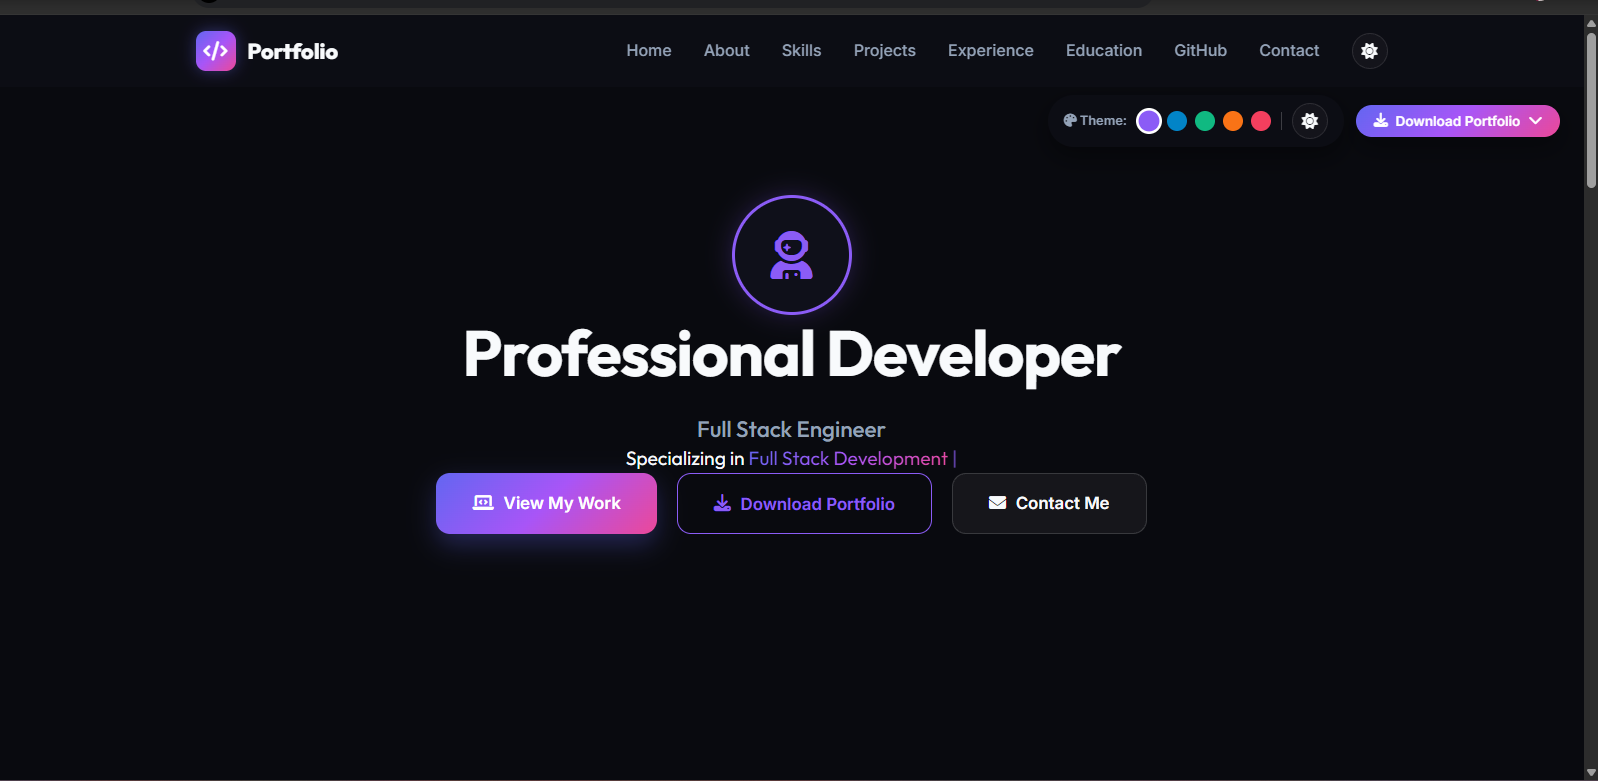 </> Portfolio Home About Skills Projects Experience Education GitHub Contact
Theme: Download Portfolio
Professional Developer
Full Stack Engineer
Specializing in Full Stack Development |
View My Work Download Portfolio Contact Me